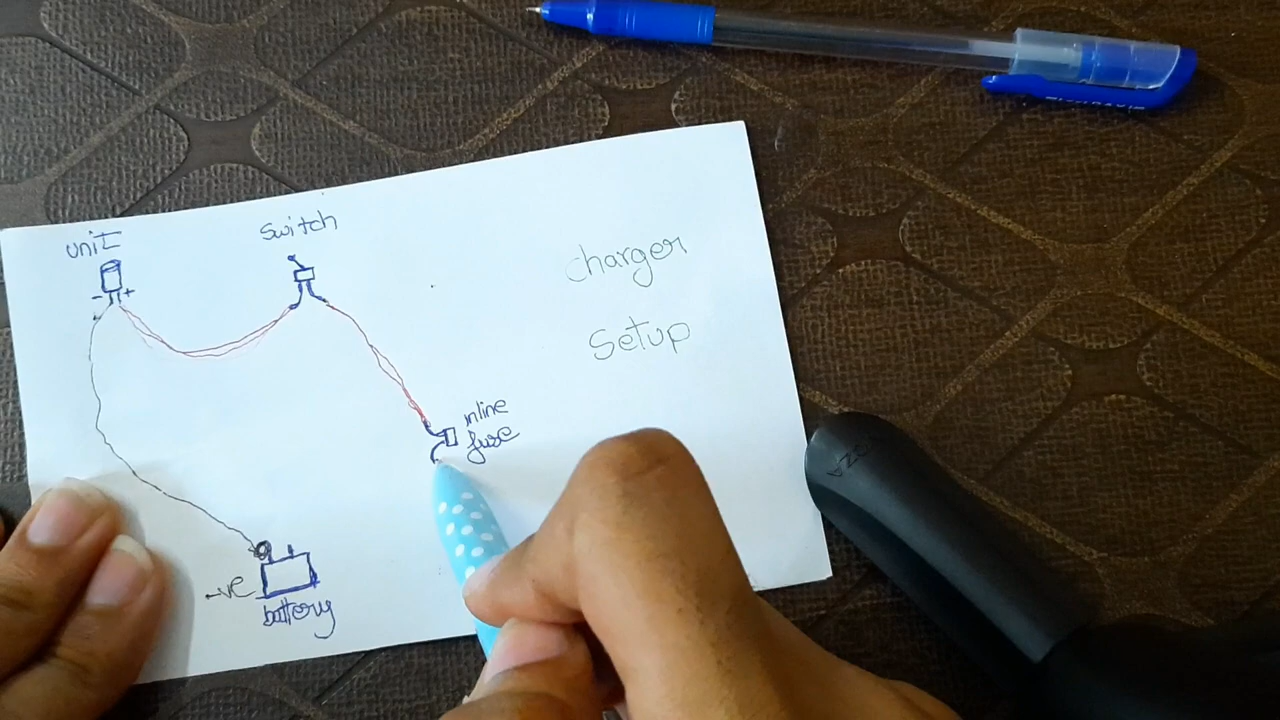 unit
switch
charger
setup
- +
inline
fuse
-ve
battery